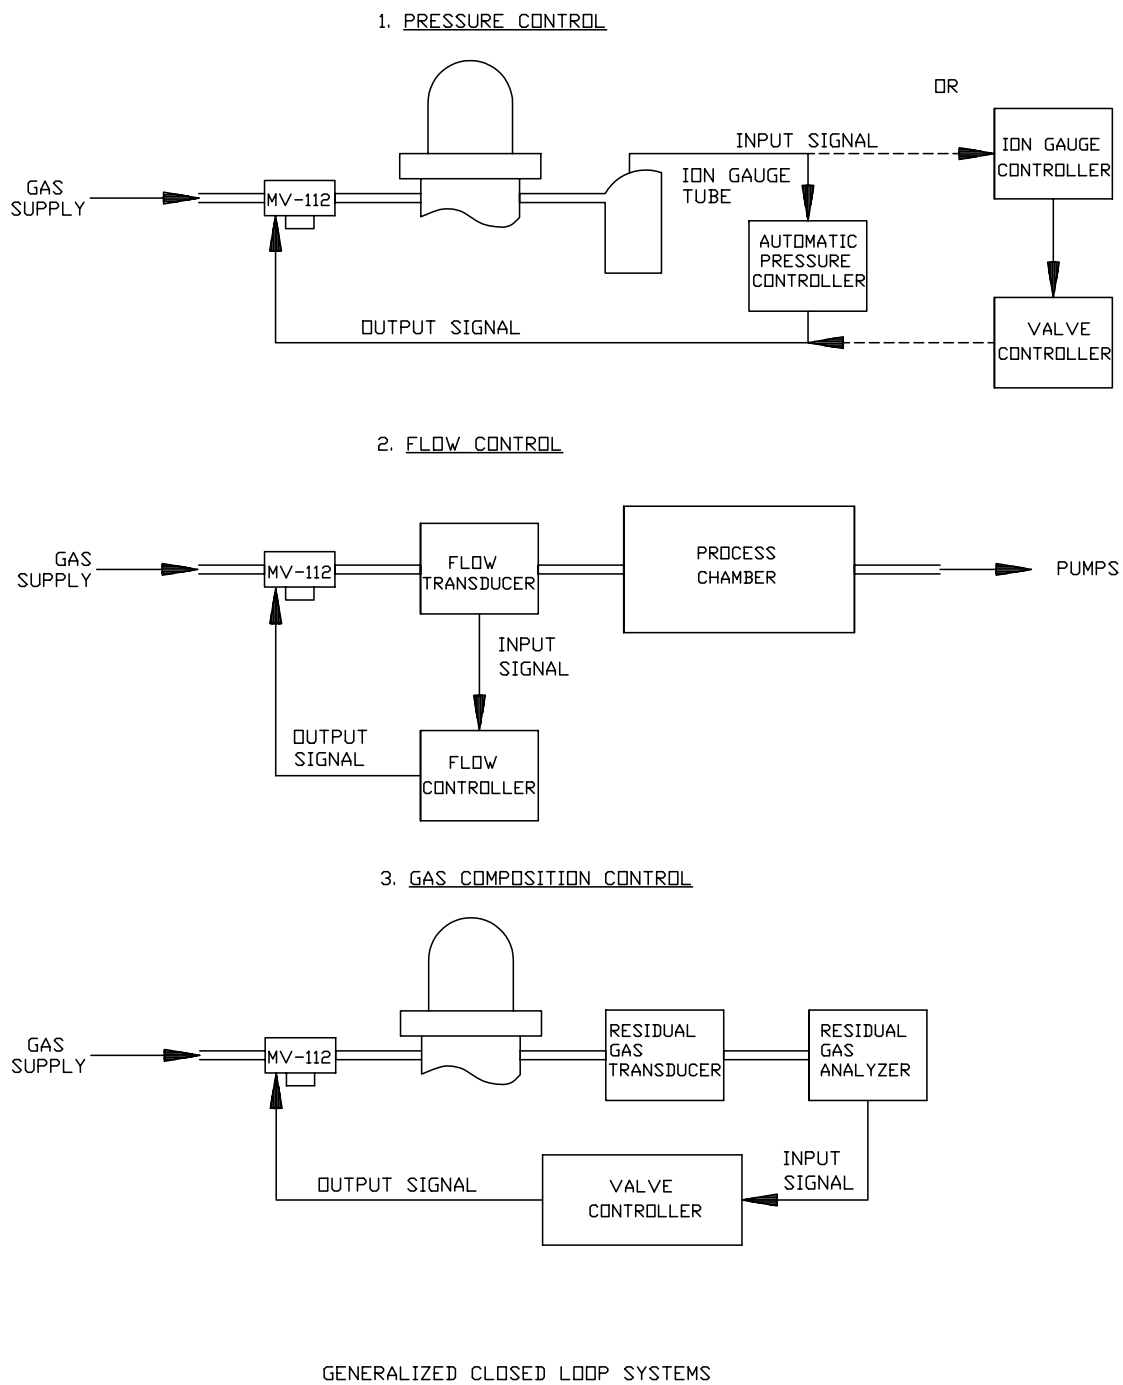 1. PRESSURE CONTROL
OR
INPUT SIGNAL
ION GAUGE
CONTROLLER
ION GAUGE
TUBE
GAS
SUPPLY
MV-112
AUTOMATIC
PRESSURE
CONTROLLER
OUTPUT SIGNAL
VALVE
CONTROLLER
2. FLOW CONTROL
GAS
SUPPLY
MV-112
FLOW
TRANSDUCER
PROCESS
CHAMBER
PUMPS
INPUT
SIGNAL
OUTPUT
SIGNAL
FLOW
CONTROLLER
3. GAS COMPOSITION CONTROL
GAS
SUPPLY
MV-112
RESIDUAL
GAS
TRANSDUCER
RESIDUAL
GAS
ANALYZER
INPUT
SIGNAL
OUTPUT SIGNAL
VALVE
CONTROLLER
GENERALIZED CLOSED LOOP SYSTEMS